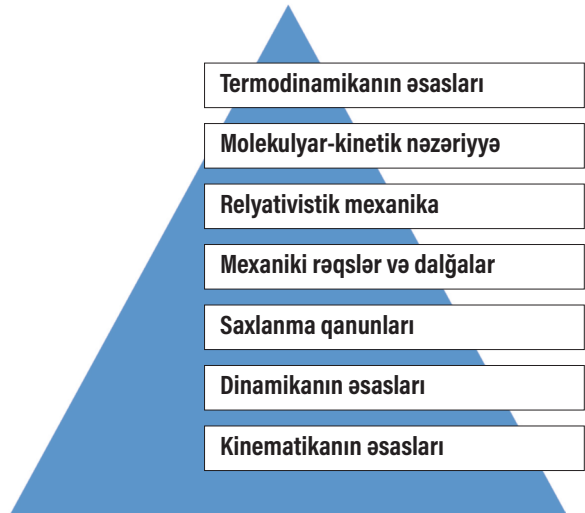 Termodinamikanın əsasları
Molekulyar-kinetik nəzəriyyə
Relyativistik mexanika
Mexaniki rəqslər və dalğalar
Saxlanma qanunları
Dinamikanın əsasları
Kinematikanın əsasları